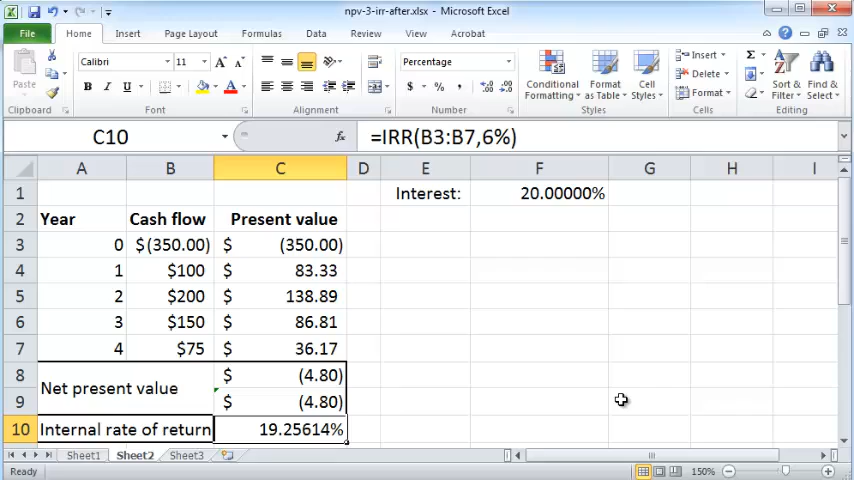 npv-3-irr-after.xlsx - Microsoft Excel
File Home Insert Page Layout Formulas Data Review View Acrobat
Paste Calibri 11 A A Percentage Conditional Formatting Format as Table Cell Styles Insert Delete Format Sort & Filter Find & Select
B I U A $ % , .0 .00 .00 .0
Clipboard Font Alignment Number Styles Cells Editing
C10 fx =IRR(B3:B7,6%)
A B C D E F G H I
1 Interest: 20.00000%
2 Year Cash flow Present value
3 0 $(350.00) $ (350.00)
4 1 $100 $ 83.33
5 2 $200 $ 138.89
6 3 $150 $ 86.81
7 4 $75 $ 36.17
8 $ (4.80)
Net present value
9 $ (4.80)
10 Internal rate of return 19.25614%
Sheet1 Sheet2 Sheet3
Ready 150%